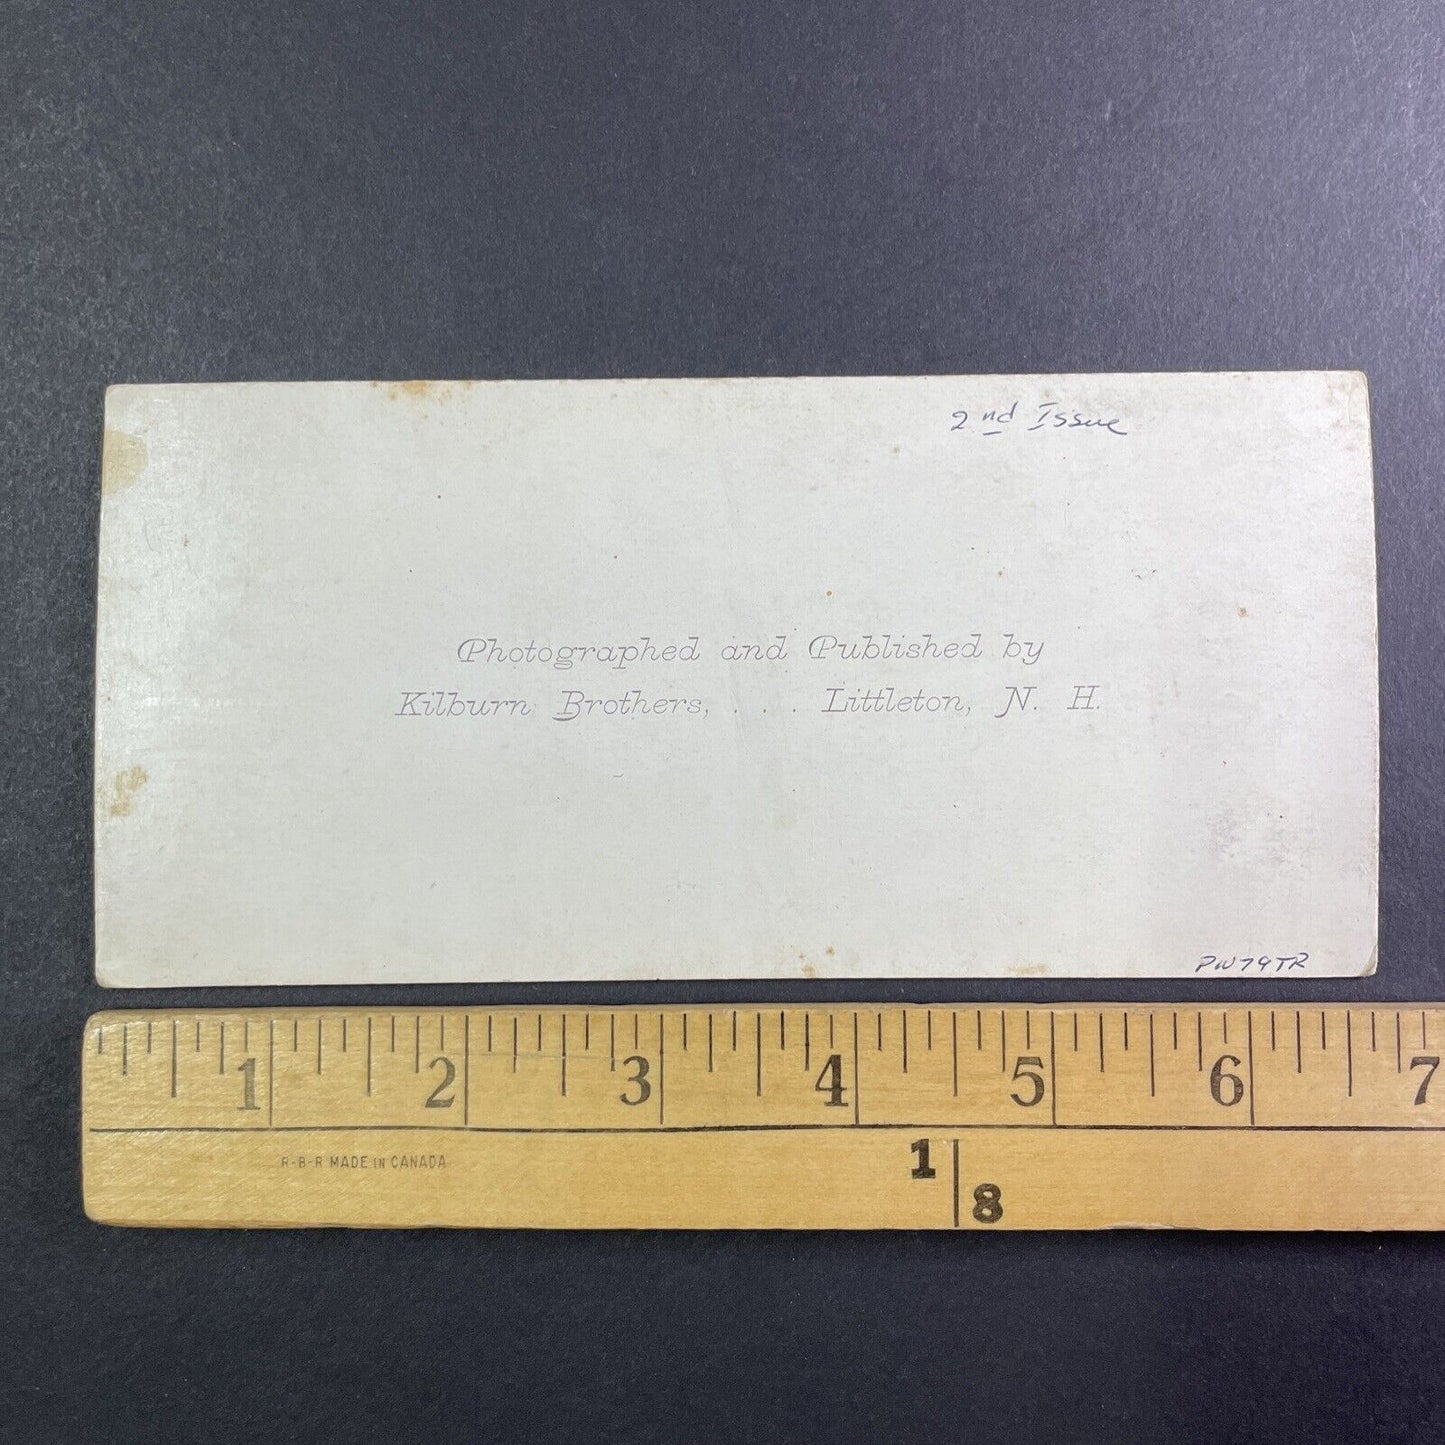 2nd Issue
Photographed and Published by
Kilburn Brothers, . . . Littleton, N. H.
PW79TR
1 2 3 4 5 6 7
R-B-R MADE IN CANADA
1
8